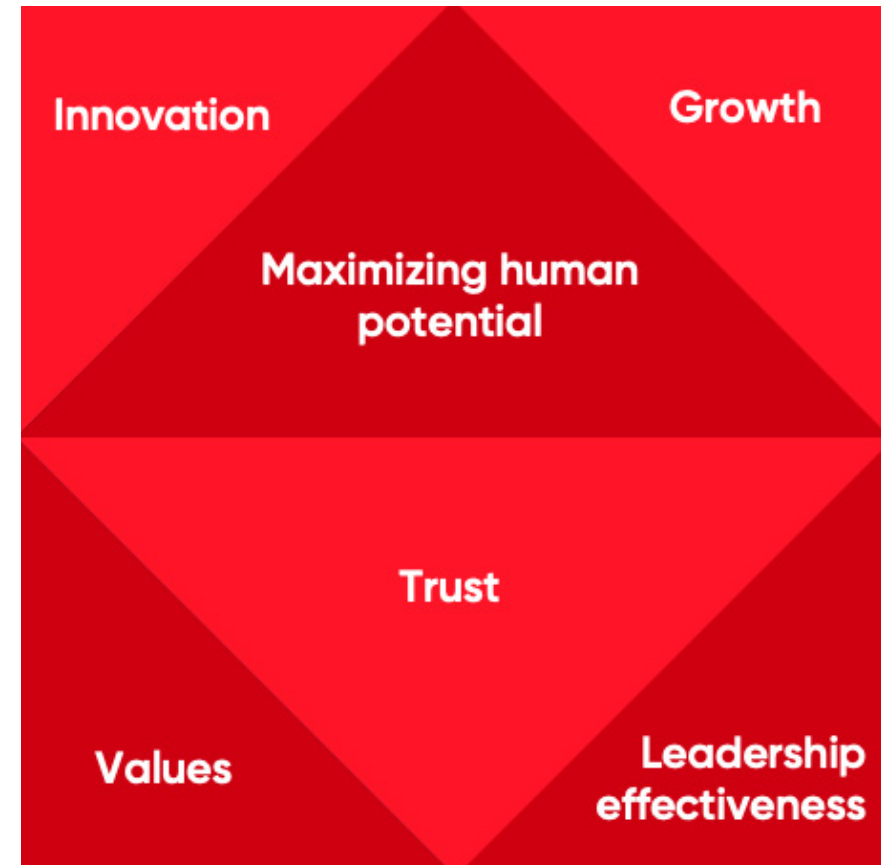 Innovation
Growth
Maximizing human
potential
Trust
Values
Leadership
effectiveness